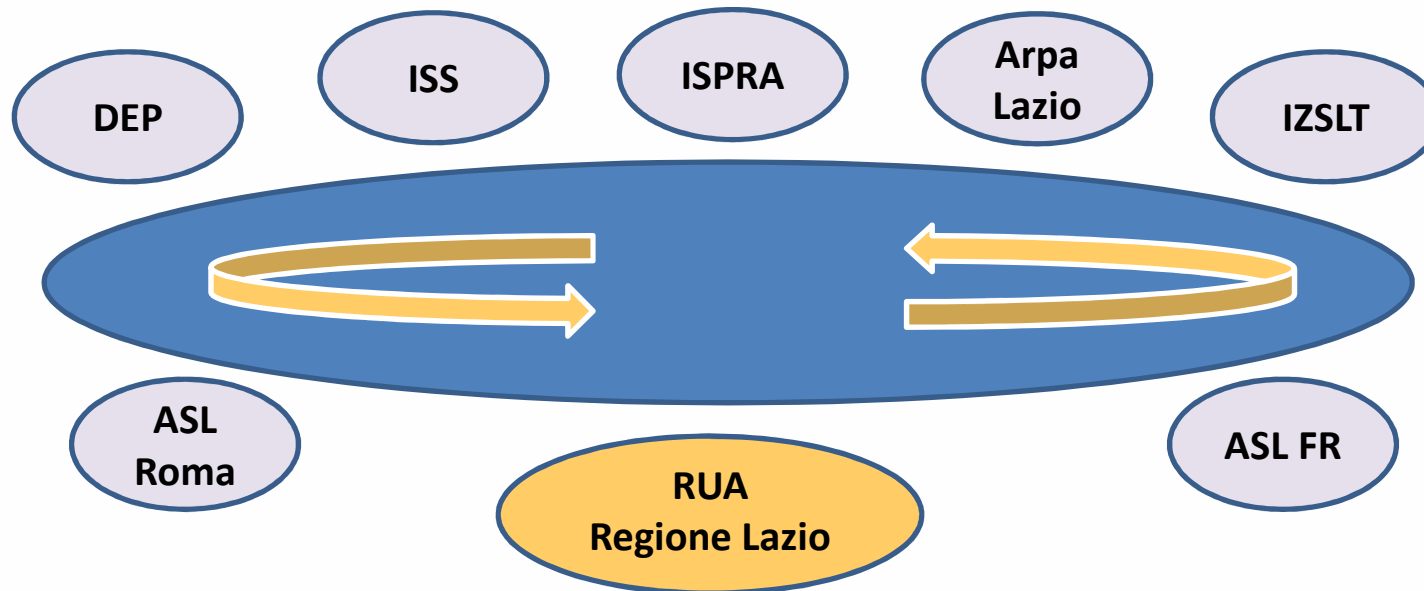 DEP
ISS
ISPRA
Arpa
Lazio
IZSLT
ASL
Roma
RUA
Regione Lazio
ASL FR